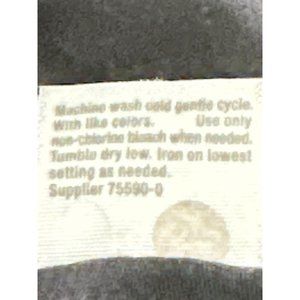 Machine wash cold gentle cycle.
With like colors. Use only
non-chlorine bleach when needed.
Tumble dry low. Iron on lowest
setting as needed.
Supplier 75590-0